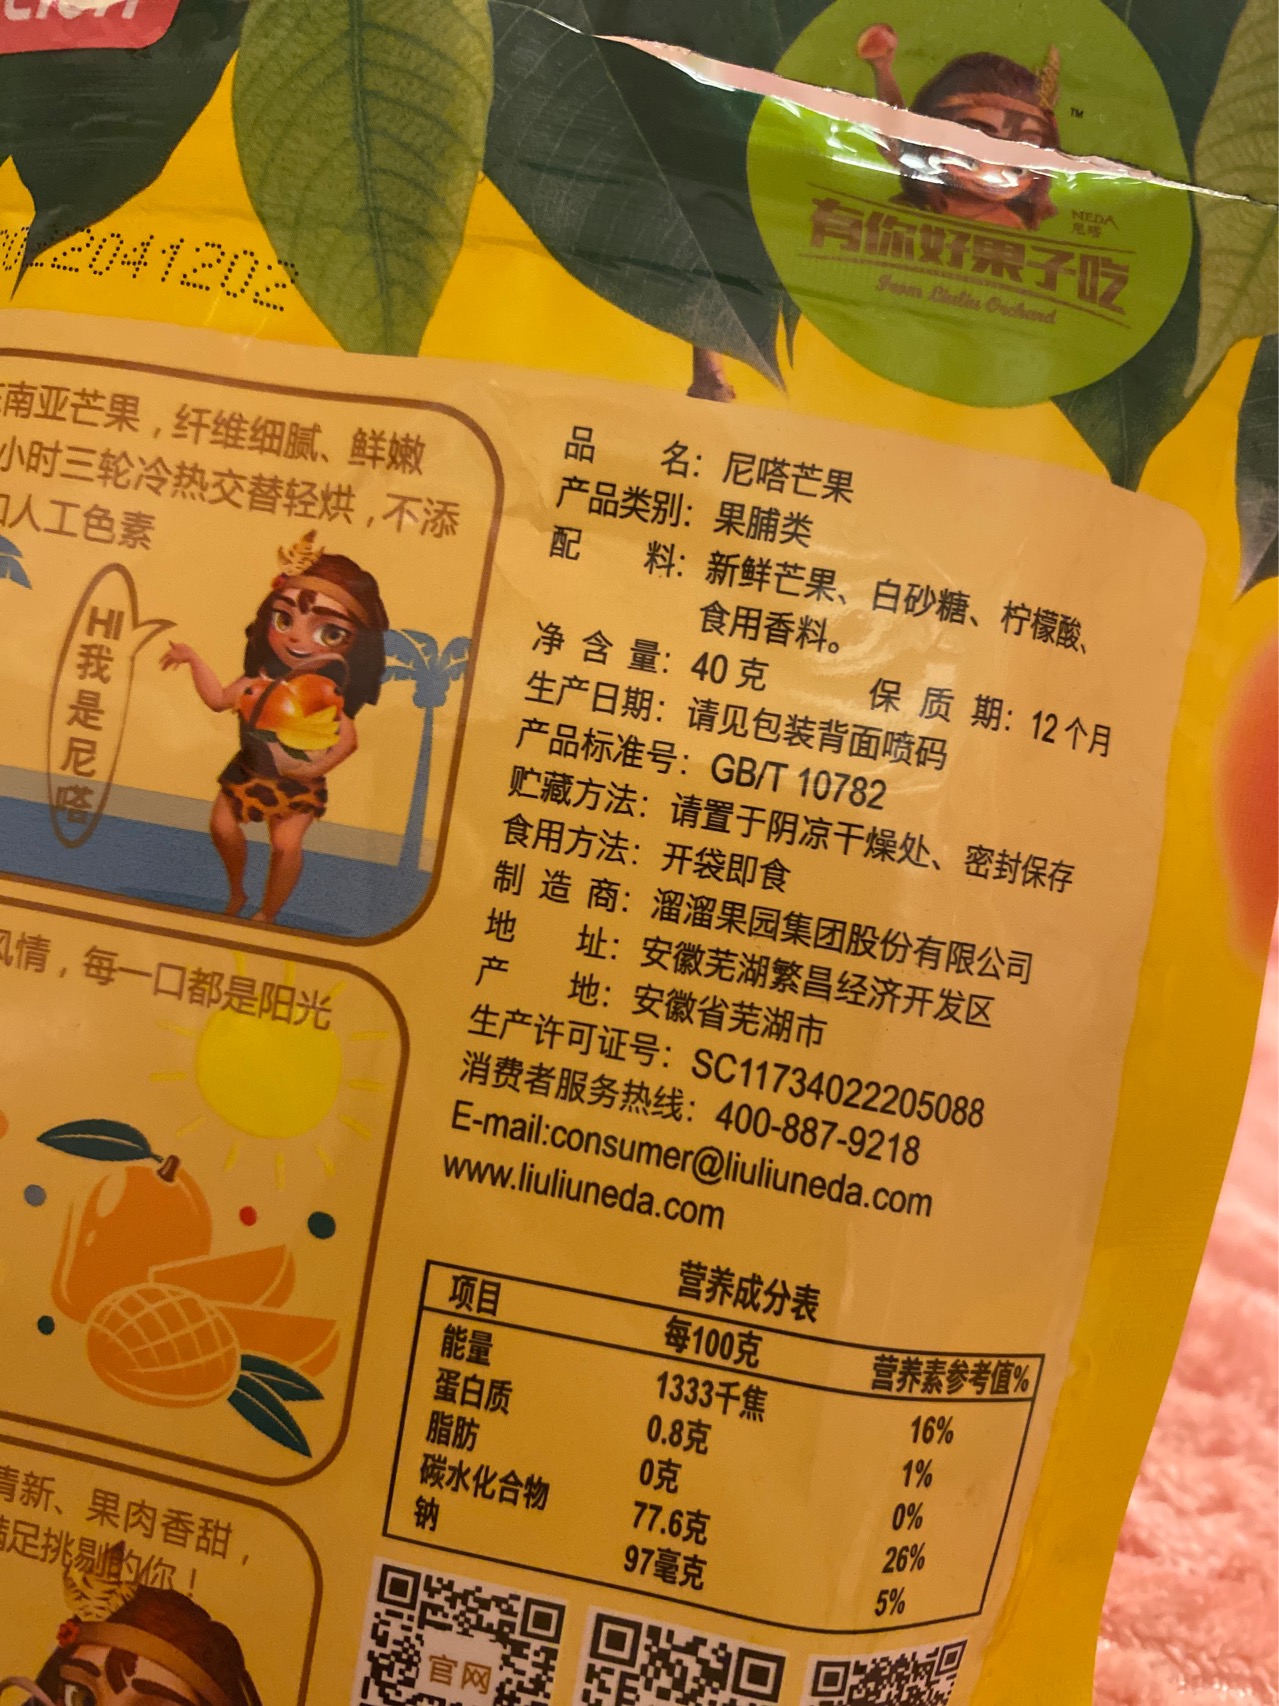 有你好果子吃
NEDA
尼嗒
TM
From Liuliu Orchard
2041202
南亚芒果，纤维细腻、鲜嫩
小时三轮冷热交替轻烘，不添
人工色素
HI
我
是
尼
嗒
风情，每一口都是阳光
清新、果肉香甜，
满足挑剔的你！
品 名：尼嗒芒果
产品类别：果脯类
配 料：新鲜芒果、白砂糖、柠檬酸、
食用香料。
净含量：40克 保质期：12个月
生产日期：请见包装背面喷码
产品标准号：GB/T 10782
贮藏方法：请置于阴凉干燥处、密封保存
食用方法：开袋即食
制造商：溜溜果园集团股份有限公司
地 址：安徽芜湖繁昌经济开发区
产 地：安徽省芜湖市
生产许可证号：SC11734022205088
消费者服务热线：400-887-9218
E-mail:consumer@liuliuneda.com
www.liuliuneda.com
营养成分表
项目 每100克 营养素参考值%
能量 1333千焦 16%
蛋白质 0.8克 1%
脂肪 0克 0%
碳水化合物 77.6克 26%
钠 97毫克 5%
官网